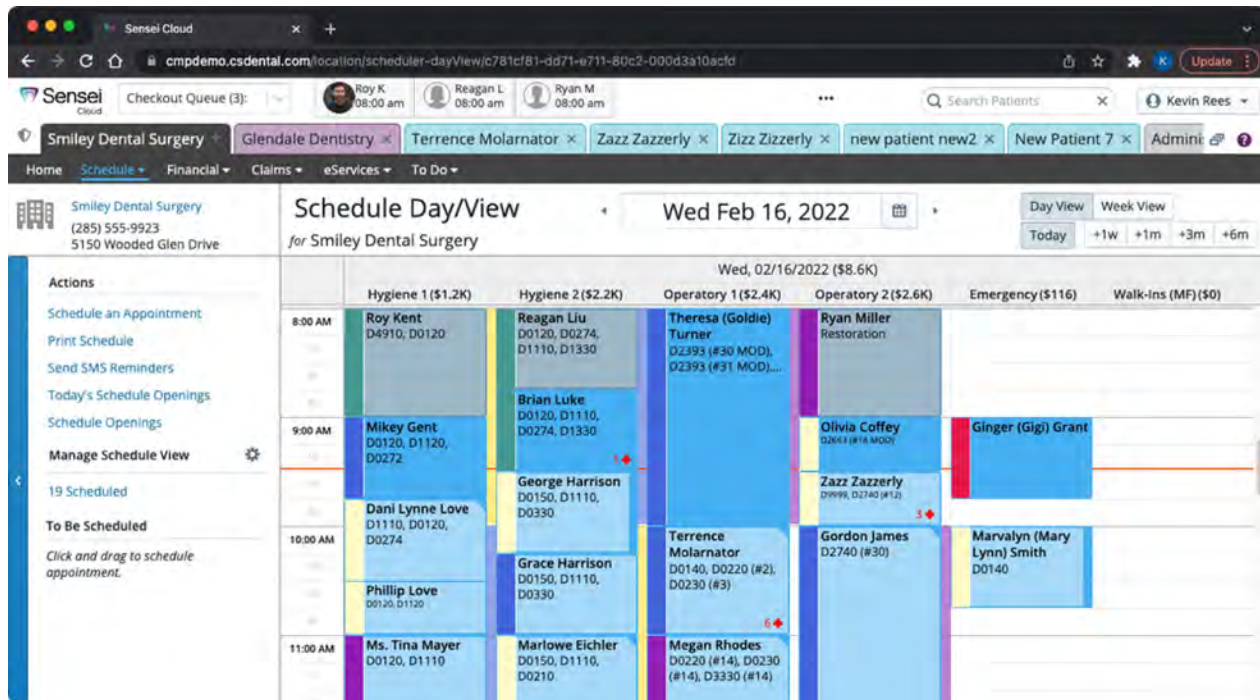 Sensei Cloud × +
cmpdemo.csdental.com/location/scheduler-dayView/c781cf81-dd71-e711-80c2-000d3a10acfd
K Update
Sensei
Cloud
Checkout Queue (3):
Roy K
08:00 am
Reagan L
08:00 am
Ryan M
08:00 am
•••
Search Patients ×
Kevin Rees
Smiley Dental Surgery + Glendale Dentistry × Terrence Molarnator × Zazz Zazzerly × Zizz Zizzerly × new patient new2 × New Patient 7 × Admini
Home Schedule Financial Claims eServices To Do
Smiley Dental Surgery
(285) 555-9923
5150 Wooded Glen Drive
Schedule Day/View
for Smiley Dental Surgery
Wed Feb 16, 2022
Day View Week View
Today +1w +1m +3m +6m
Actions
Schedule an Appointment
Print Schedule
Send SMS Reminders
Today's Schedule Openings
Schedule Openings
Manage Schedule View
19 Scheduled
To Be Scheduled
Click and drag to schedule
appointment.
Wed, 02/16/2022 ($8.6K)
Hygiene 1 ($1.2K) Hygiene 2 ($2.2K) Operatory 1 ($2.4K) Operatory 2 ($2.6K) Emergency ($116) Walk-Ins (MF) ($0)
8:00 AM
9:00 AM
10:00 AM
11:00 AM
Roy Kent
D4910, D0120
Mikey Gent
D0120, D1120,
D0272
Dani Lynne Love
D1110, D0120,
D0274
Phillip Love
D0120, D1120
Ms. Tina Mayer
D0120, D1110
Reagan Liu
D0120, D0274,
D1110, D1330
Brian Luke
D0120, D1110,
D0274, D1330
George Harrison
D0150, D1110,
D0330
Grace Harrison
D0150, D1110,
D0330
Marlowe Eichler
D0150, D1110,
D0210
Theresa (Goldie)
Turner
D2393 (#30 MOD),
D2393 (#31 MOD),...
Terrence
Molarnator
D0140, D0220 (#2),
D0230 (#3)
6
Megan Rhodes
D0220 (#14), D0230
(#14), D3330 (#14)
Ryan Miller
Restoration
Olivia Coffey
Zazz Zazzerly
D9999, D2740 (#12)
3
Gordon James
D2740 (#30)
Ginger (Gigi) Grant
Marvalyn (Mary
Lynn) Smith
D0140